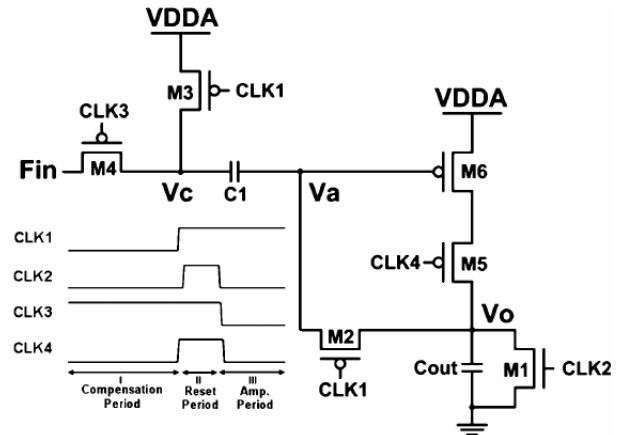 VDDA
M3
CLK1
CLK3
M4
Fin
Vc
C1
Va
VDDA
M6
CLK4
M5
Vo
M2
CLK1
Cout
M1
CLK2
CLK1
CLK2
CLK3
CLK4
I
Compensation
Period
II
Reset
Period
III
Amp.
Period